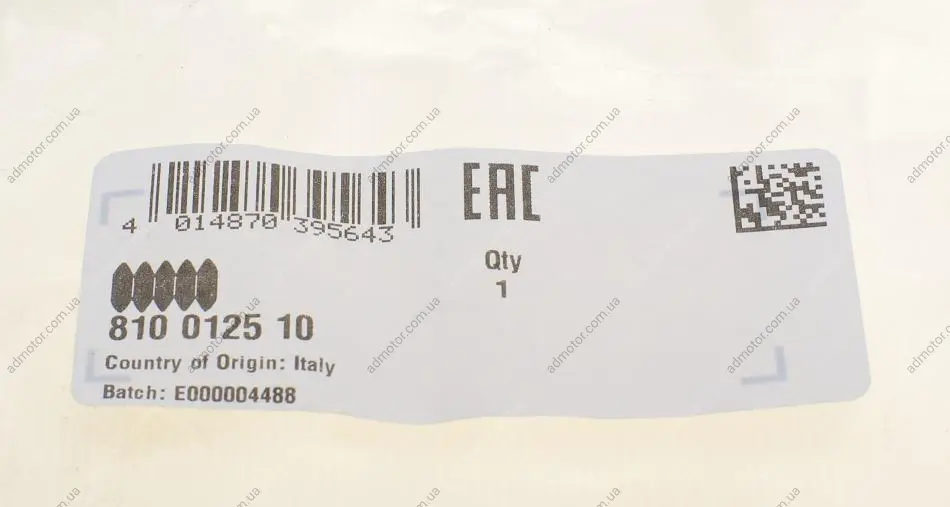 4 014870 395643
EAC
Qty
1
810 0125 10
Country of Origin: Italy
Batch: E000004488
admotor.com.ua